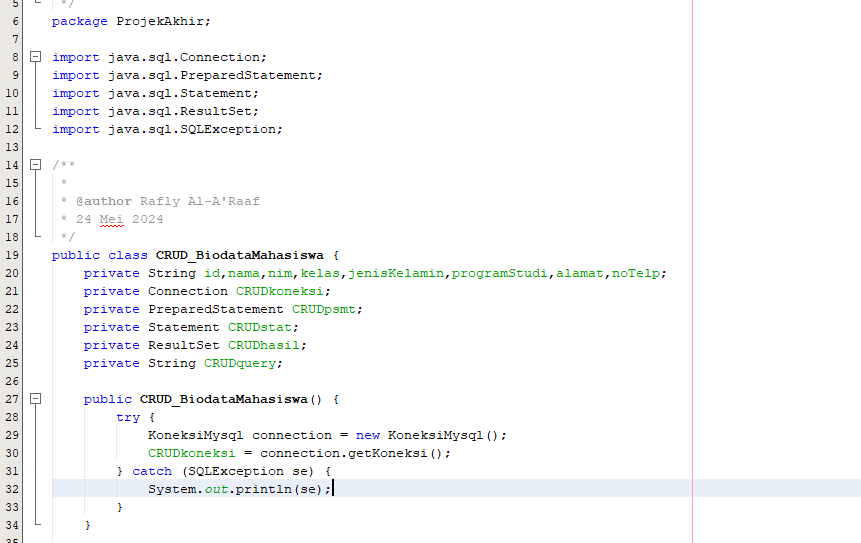 5 */
6 package ProjekAkhir;
7
8 import java.sql.Connection;
9 import java.sql.PreparedStatement;
10 import java.sql.Statement;
11 import java.sql.ResultSet;
12 import java.sql.SQLException;
13
14 /**
15 *
16 * @author Rafly Al-A'Raaf
17 * 24 Mei 2024
18 */
19 public class CRUD_BiodataMahasiswa {
20 private String id,nama,nim,kelas,jenisKelamin,programStudi,alamat,noTelp;
21 private Connection CRUDkoneksi;
22 private PreparedStatement CRUDpsmt;
23 private Statement CRUDstat;
24 private ResultSet CRUDhasil;
25 private String CRUDquery;
26
27 public CRUD_BiodataMahasiswa() {
28 try {
29 KoneksiMysql connection = new KoneksiMysql();
30 CRUDkoneksi = connection.getKoneksi();
31 } catch (SQLException se) {
32 System.out.println(se);
33 }
34 }
35